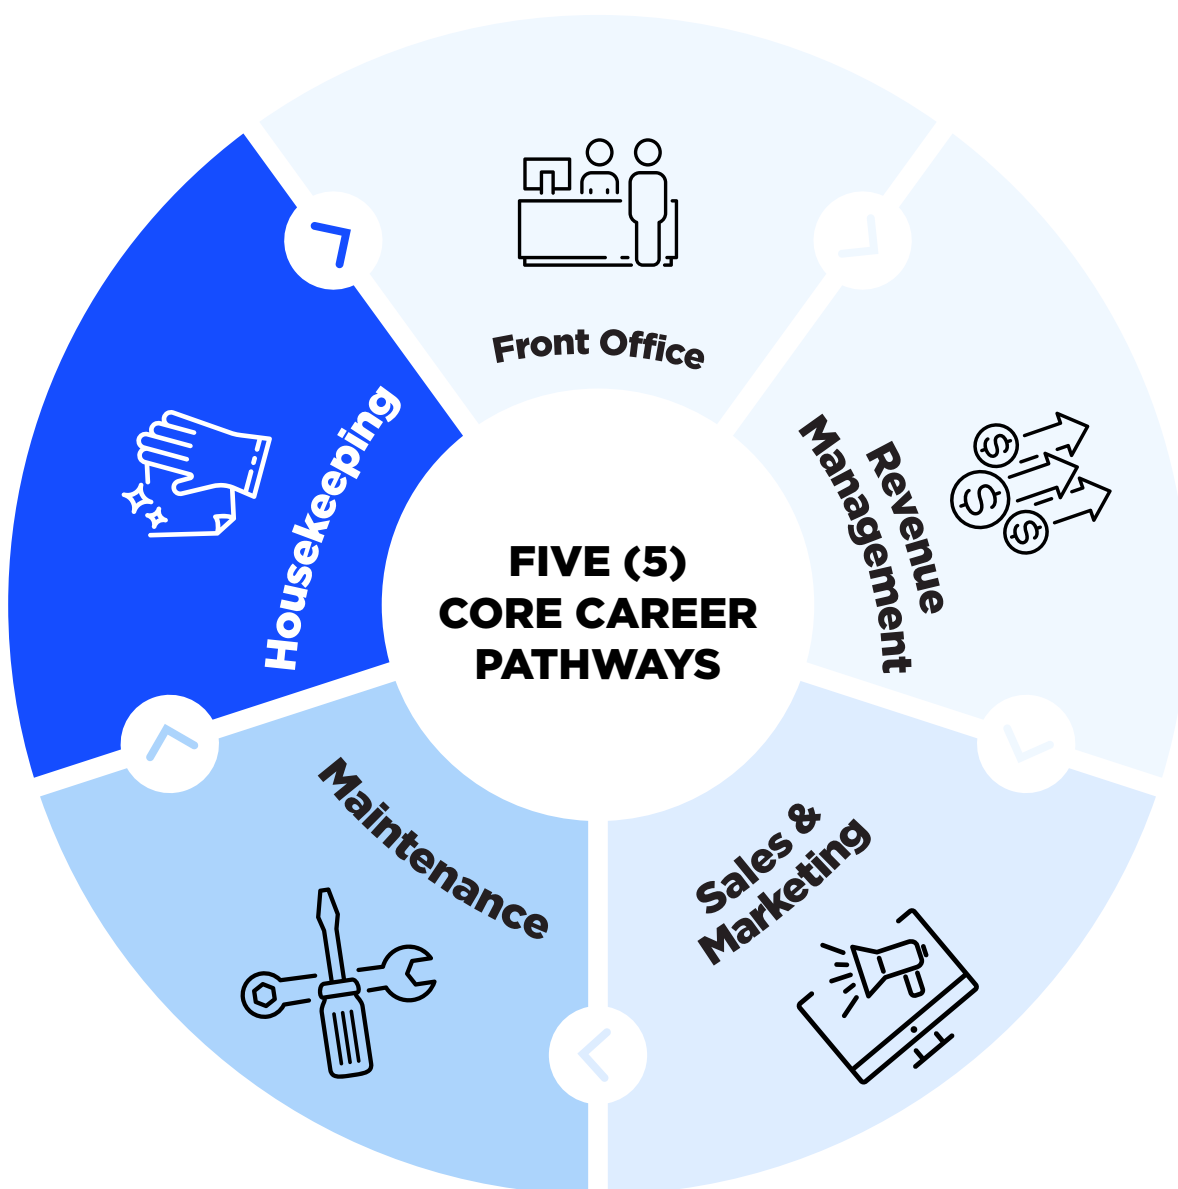 Front Office
Revenue
Management
Sales &
Marketing
Maintenance
Housekeeping
FIVE (5)
CORE CAREER
PATHWAYS